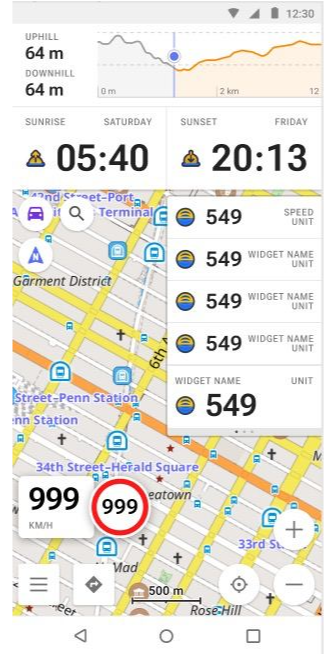 12:30
UPHILL
64 m
DOWNHILL
64 m
0 m
2 km
12
SUNRISE
SATURDAY
SUNSET
FRIDAY
05:40
20:13
42nd Street-Port
Terminal
549
SPEED
UNIT
549
WIDGET NAME
UNIT
Garment District
549
WIDGET NAME
UNIT
549
WIDGET NAME
UNIT
6th A
WIDGET NAME
UNIT
549
Street-Penn Station
nn Station
34th Street-Herald Square
999
KM/H
999
eatown
33rd St
Mad
500 m
Rose Hill